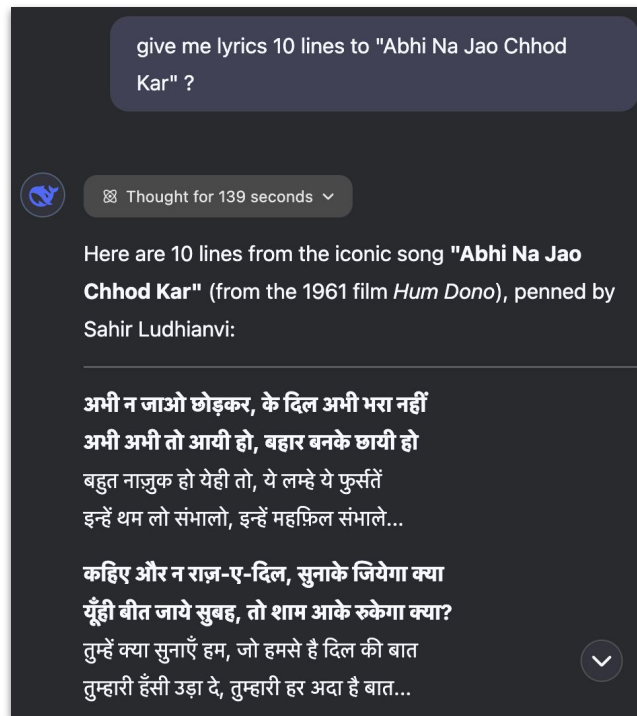 give me lyrics 10 lines to "Abhi Na Jao Chhod
Kar" ?
Thought for 139 seconds
Here are 10 lines from the iconic song "Abhi Na Jao
Chhod Kar" (from the 1961 film Hum Dono), penned by
Sahir Ludhianvi:
अभी न जाओ छोड़कर, के दिल अभी भरा नहीं
अभी अभी तो आयी हो, बहार बनके छायी हो
बहुत नाज़ुक हो येही तो, ये लम्हे ये फुर्सतें
इन्हें थम लो संभालो, इन्हें महफ़िल संभाले...
कहिए और न राज़-ए-दिल, सुनाके जियेगा क्या
यूँही बीत जाये सुबह, तो शाम आके रुकेगा क्या?
तुम्हें क्या सुनाएँ हम, जो हमसे है दिल की बात
तुम्हारी हँसी उड़ा दे, तुम्हारी हर अदा है बात...